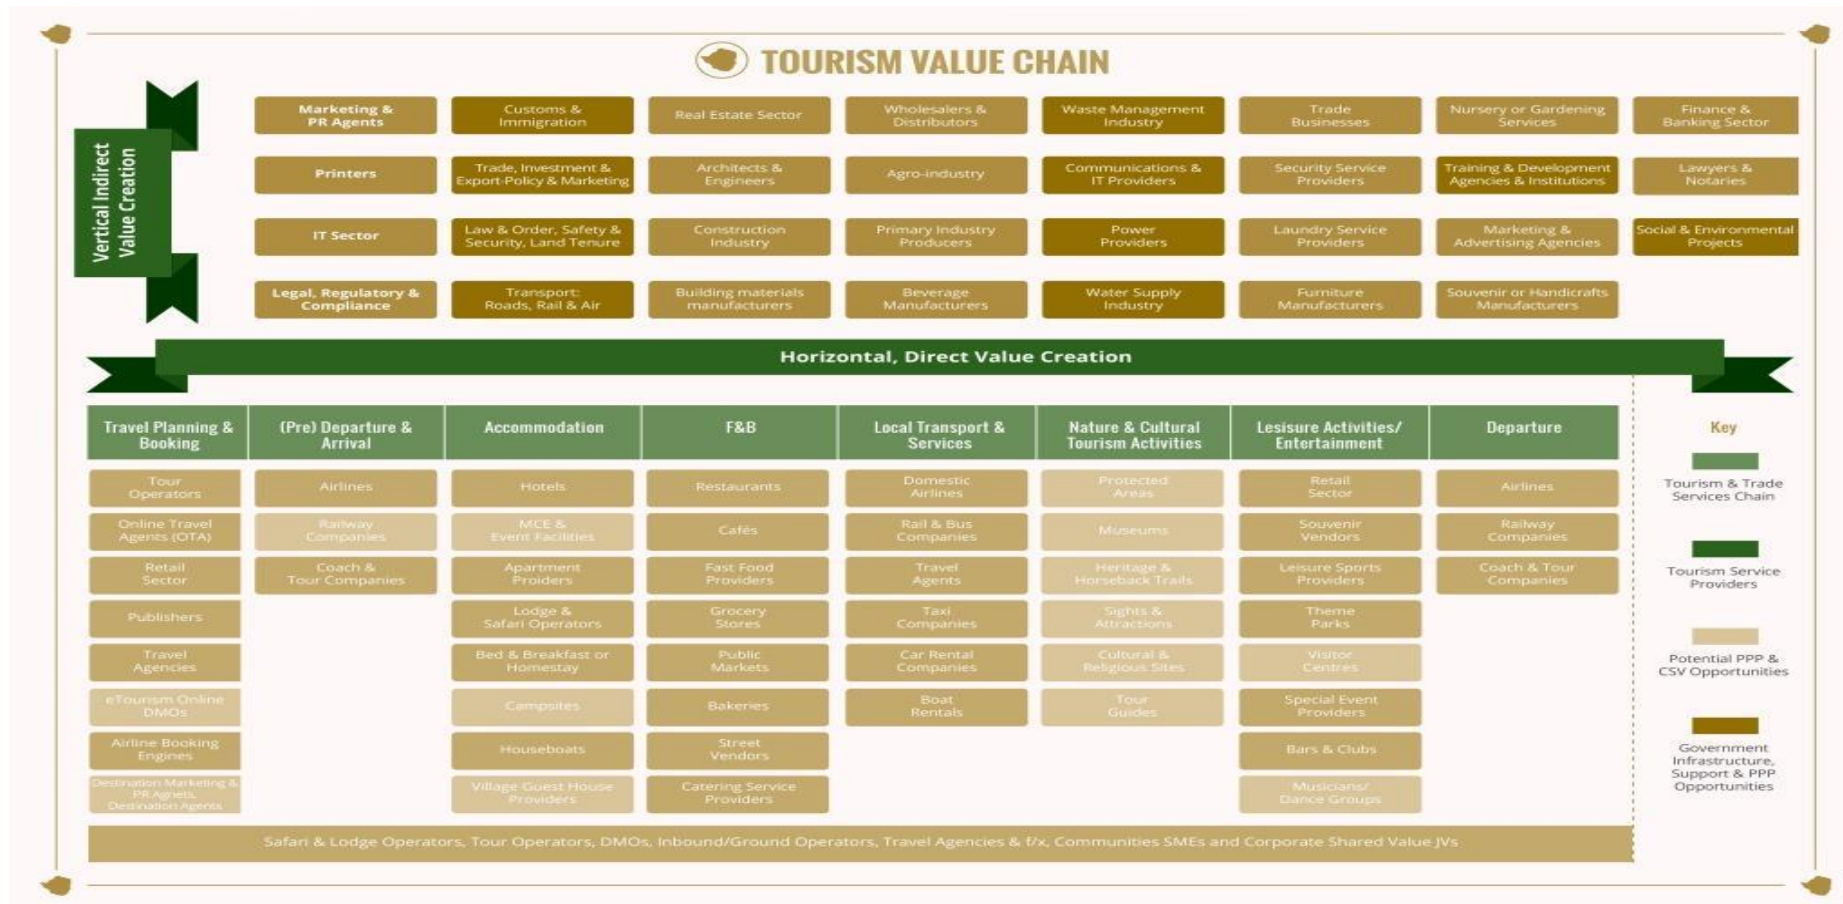 TOURISM VALUE CHAIN
Vertical Indirect
Value Creation
Marketing &
PR Agents
Customs &
Immigration
Real Estate Sector
Wholesalers &
Distributors
Waste Management
Industry
Trade
Businesses
Nursery or Gardening
Services
Finance &
Banking Sector
Printers
Trade, Investment &
Export-Policy & Marketing
Architects &
Engineers
Agro-industry
Communications &
IT Providers
Security Service
Providers
Training & Development
Agencies & Institutions
Lawyers &
Notaries
IT Sector
Law & Order, Safety &
Security, Land Tenure
Construction
Industry
Primary Industry
Producers
Power
Providers
Laundry Service
Providers
Marketing &
Advertising Agencies
Social & Environmental
Projects
Legal, Regulatory &
Compliance
Transport:
Roads, Rail & Air
Building materials
manufacturers
Beverage
Manufacturers
Water Supply
Industry
Furniture
Manufacturers
Souvenir or Handicrafts
Manufacturers
Horizontal, Direct Value Creation
Travel Planning &
Booking
Tour
Operators
Online Travel
Agents (OTA)
Retail
Sector
Publishers
Travel
Agencies
eTourism Online
DMOs
Airline Booking
Engines
Destination Marketing &
PR Agnets,
Destination Agents
(Pre) Departure &
Arrival
Airlines
Railway
Companies
Coach &
Tour Companies
Accommodation
Hotels
MCE &
Event Facilities
Apartment
Proiders
Lodge &
Safari Operators
Bed & Breakfast or
Homestay
Campsites
Houseboats
Village Guest House
Providers
F&B
Restaurants
Cafés
Fast Food
Providers
Grocery
Stores
Public
Markets
Bakeries
Street
Vendors
Catering Service
Providers
Local Transport &
Services
Domestic
Airlines
Rail & Bus
Companies
Travel
Agents
Taxi
Companies
Car Rental
Companies
Boat
Rentals
Nature & Cultural
Tourism Activities
Protected
Areas
Museums
Heritage &
Horseback Trails
Sights &
Attractions
Cultural &
Religious Sites
Tour
Guides
Lesisure Activities/
Entertainment
Retail
Sector
Souvenir
Vendors
Leisure Sports
Providers
Theme
Parks
Visitor
Centres
Special Event
Providers
Bars & Clubs
Musicians/
Dance Groups
Departure
Airlines
Railway
Companies
Coach & Tour
Companies
Key
Tourism & Trade
Services Chain
Tourism Service
Providers
Potential PPP &
CSV Opportunities
Government
Infrastructure,
Support & PPP
Opportunities
Safari & Lodge Operators, Tour Operators, DMOs, Inbound/Ground Operators, Travel Agencies & f/x, Communities SMEs and Corporate Shared Value JVs